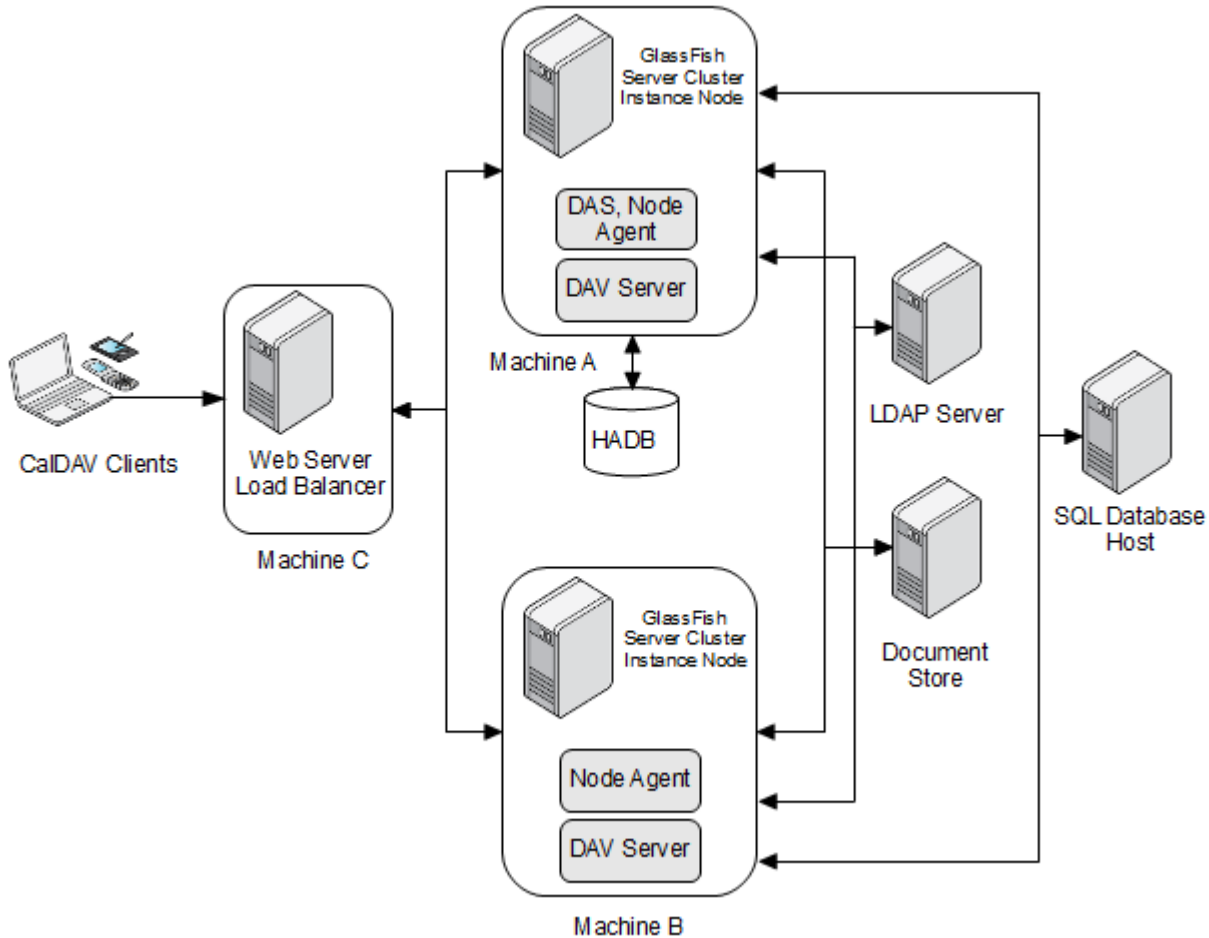 GlassFish
Server Cluster
Instance Node
DAS, Node
Agent
DAV Server
Machine A
HADB
CalDAV Clients
Web Server
Load Balancer
Machine C
LDAP Server
SQL Database
Host
Document
Store
GlassFish
Server Cluster
Instance Node
Node Agent
DAV Server
Machine B